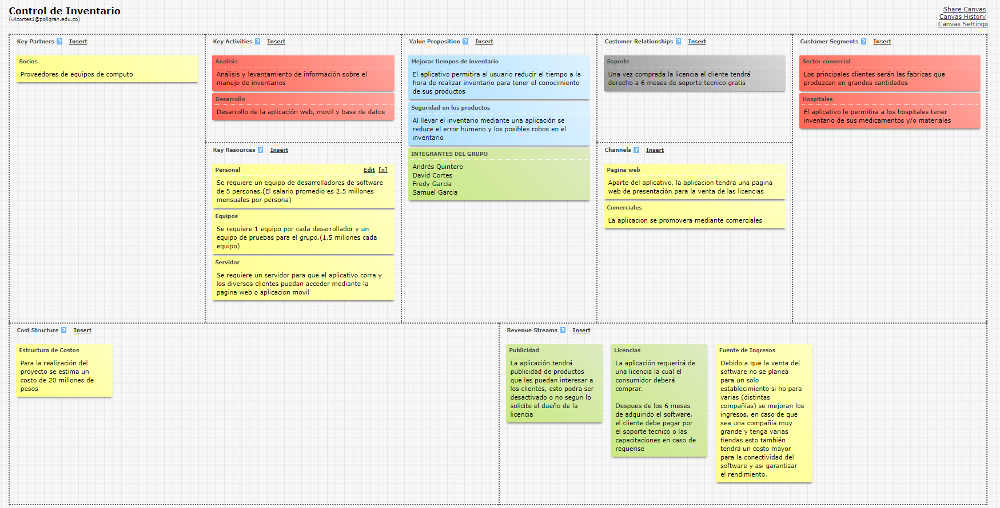 Control de Inventario
(wicortes1@poligran.edu.co)
Share Canvas
Canvas History
Canvas Settings
Key Partners ? Insert
Socios
Proveedores de equipos de computo
Key Activities ? Insert
Analisis
Análisis y levantamiento de información sobre el
manejo de inventarios
Desarrollo
Desarrollo de la aplicación web, movil y base de datos
Key Resources ? Insert
Personal
Edit [x]
Se requiere un equipo de desarrolladores de software
de 5 personas.(El salario promedio es 2.5 millones
mensuales por persona)
Equipos
Se requiere 1 equipo por cada desarrollador y un
equipo de pruebas para el grupo.(1.5 millones cada
equipo)
Servidor
Se requiere un servidor para que el aplicativo corra y
los diversos clientes puedan acceder mediante la
pagina web o aplicacion movil
Value Proposition ? Insert
Mejorar tiempos de inventario
El aplicativo permitira al usuario reducir el tiempo a la
hora de realizar inventario para tener el conocimiento
de sus productos
Seguridad en los productos
Al llevar el inventario mediante una aplicación se
reduce el error humano y los posibles robos en el
inventario
INTEGRANTES DEL GRUPO
Andrés Quintero
David Cortes
Fredy Garcia
Samuel Garcia
Customer Relationships ? Insert
Soporte
Una vez comprada la licencia el cliente tendrá
derecho a 6 meses de soporte tecnico gratis
Channels ? Insert
Pagina web
Aparte del aplicativo, la aplicacion tendra una pagina
web de presentación para la venta de las licencias
Comerciales
La aplicacion se promovera mediante comerciales
Customer Segments ? Insert
Sector comercial
Los principales clientes serán las fabricas que
produzcan en grandes cantidades
Hospitales
El aplicativo le permitira a los hospitales tener
inventario de sus medicamentos y/o materiales
Cost Structure ? Insert
Estructura de Costos
Para la realización del
proyecto se estima un
costo de 20 millones de
pesos
Revenue Streams ? Insert
Publicidad
La aplicación tendrá
publicidad de productos
que les puedan interesar a
los clientes, esto podra ser
desactivado o no segun lo
solicite el dueño de la
licencia
Licencias
La aplicación requerirá de
una licencia la cual el
consumidor deberá
comprar.
Despues de los 6 meses
de adquirido el software,
el cliente debe pagar por
el soporte tecnico o las
capacitaciones en caso de
requerise
Fuente de Ingresos
Debido a que la venta del
software no se planea
para un solo
establecimiento si no para
varias (distintas
compañías) se mejoran los
ingresos, en caso de que
sea una compañía muy
grande y tenga varias
tiendas esto también
tendrá un costo mayor
para la conectividad del
software y asi garantizar
el rendimiento.